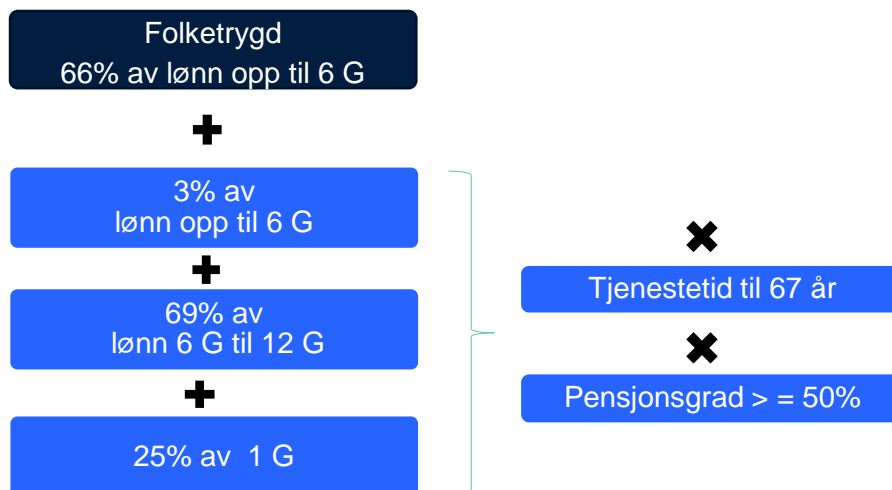 Folketrygd
66% av lønn opp til 6 G
3% av
lønn opp til 6 G
69% av
lønn 6 G til 12 G
25% av 1 G
Tjenestetid til 67 år
Pensjonsgrad > = 50%